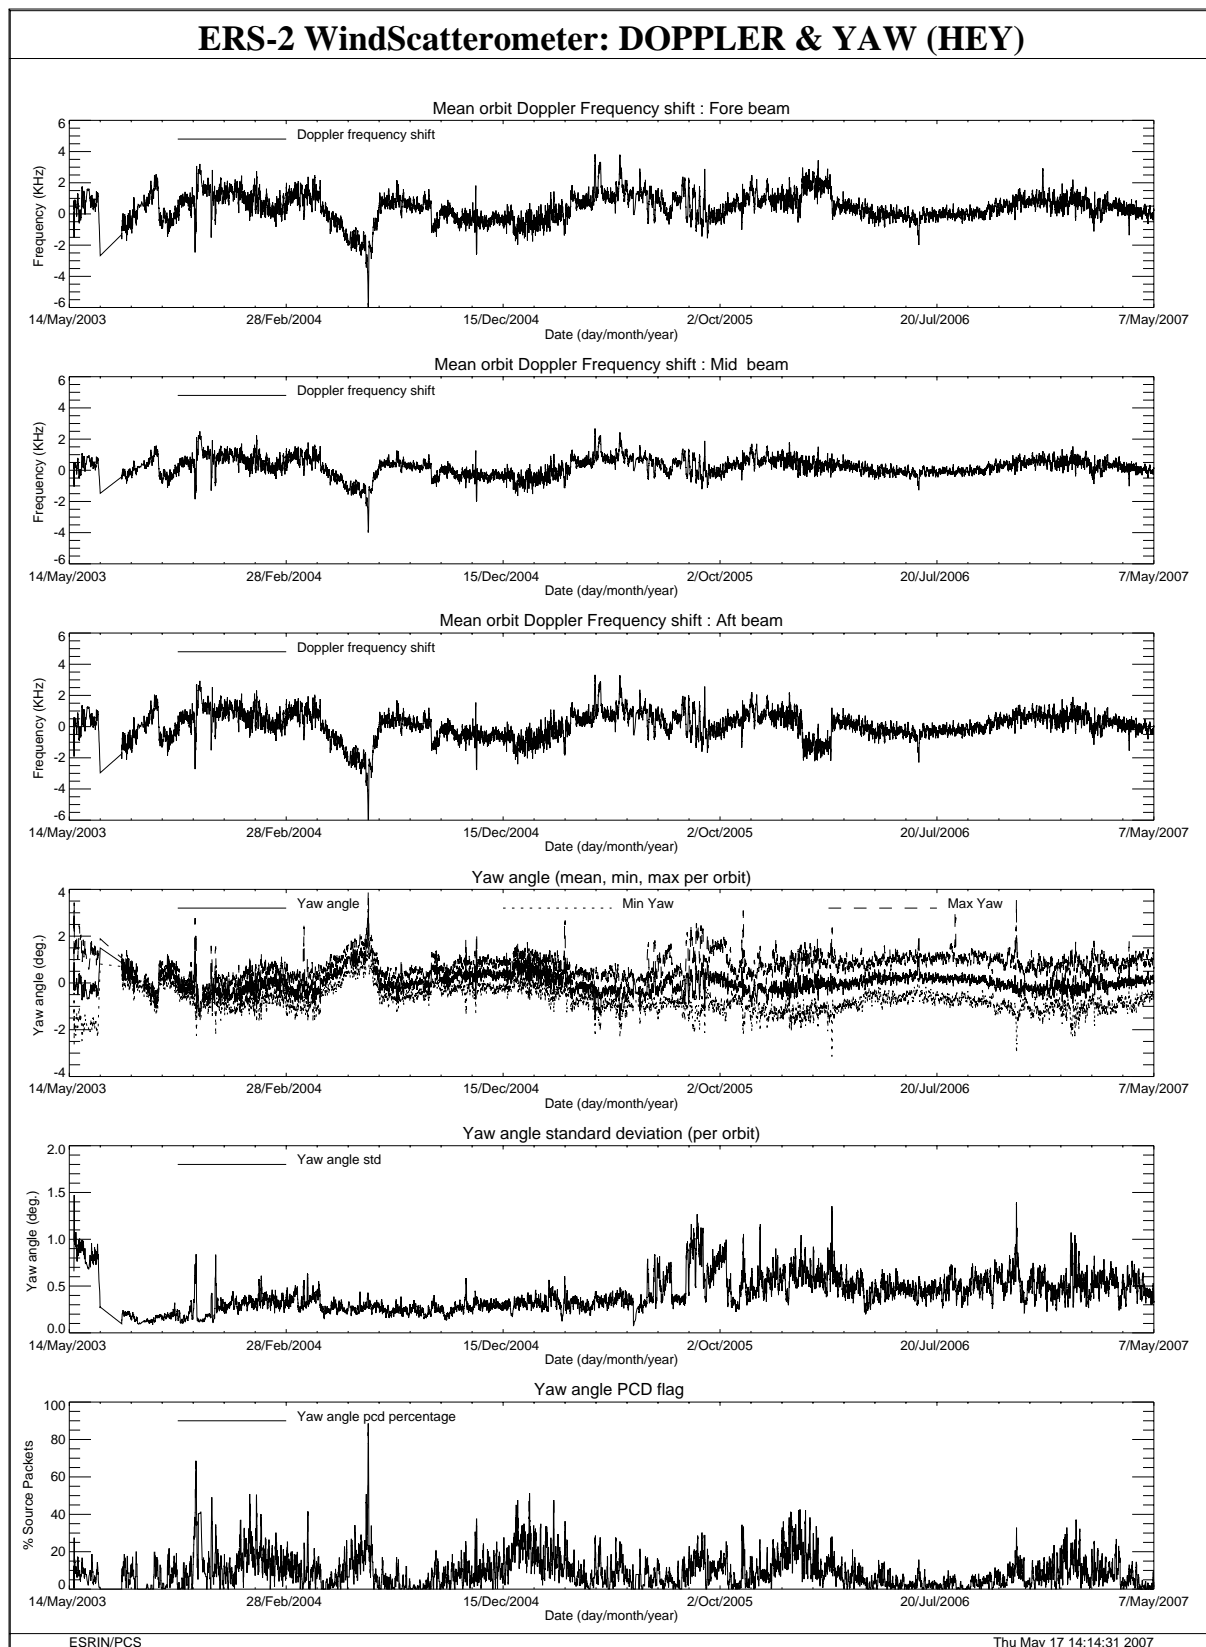 ERS-2 WindScatterometer: DOPPLER & YAW (HEY)
Mean orbit Doppler Frequency shift : Fore beam
Doppler frequency shift
Frequency (KHz)
6
4
2
0
-2
-4
-6
14/May/2003 28/Feb/2004 15/Dec/2004 2/Oct/2005 20/Jul/2006 7/May/2007
Date (day/month/year)
Mean orbit Doppler Frequency shift : Mid beam
Doppler frequency shift
Frequency (KHz)
6
4
2
0
-2
-4
-6
14/May/2003 28/Feb/2004 15/Dec/2004 2/Oct/2005 20/Jul/2006 7/May/2007
Date (day/month/year)
Mean orbit Doppler Frequency shift : Aft beam
Doppler frequency shift
Frequency (KHz)
6
4
2
0
-2
-4
-6
14/May/2003 28/Feb/2004 15/Dec/2004 2/Oct/2005 20/Jul/2006 7/May/2007
Date (day/month/year)
Yaw angle (mean, min, max per orbit)
Yaw angle Min Yaw Max Yaw
Yaw angle (deg.)
4
2
0
-2
-4
14/May/2003 28/Feb/2004 15/Dec/2004 2/Oct/2005 20/Jul/2006 7/May/2007
Date (day/month/year)
Yaw angle standard deviation (per orbit)
Yaw angle std
Yaw angle (deg.)
2.0
1.5
1.0
0.5
0.0
14/May/2003 28/Feb/2004 15/Dec/2004 2/Oct/2005 20/Jul/2006 7/May/2007
Date (day/month/year)
Yaw angle PCD flag
Yaw angle pcd percentage
% Source Packets
100
80
60
40
20
0
14/May/2003 28/Feb/2004 15/Dec/2004 2/Oct/2005 20/Jul/2006 7/May/2007
Date (day/month/year)
ESRIN/PCS Thu May 17 14:14:31 2007